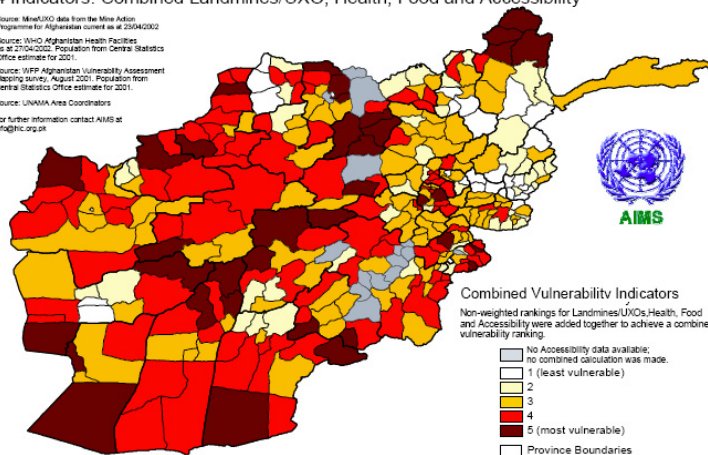 Indicators: Combined Landmines/UXO, Health, Food and Accessibility
Source: Mine/UXO data from the Mine Action
Programme for Afghanistan current as at 23/04/2002
Source: WHO Afghanistan Health Facilities
as at 27/04/2002. Population from Central Statistics
Office estimate for 2001.
Source: WFP Afghanistan Vulnerability Assessment
Mapping survey, August 2001. Population from
Central Statistics Office estimate for 2001.
Source: UNAMA Area Coordinators
For further information contact AIMS at
info@hic.org.pk
AIMS
Combined Vulnerability Indicators
Non-weighted rankings for Landmines/UXOs,Health, Food
and Accessibility were added together to achieve a combine
vulnerability ranking.
No Accessibility data available;
no combined calculation was made.
1 (least vulnerable)
2
3
4
5 (most vulnerable)
Province Boundaries